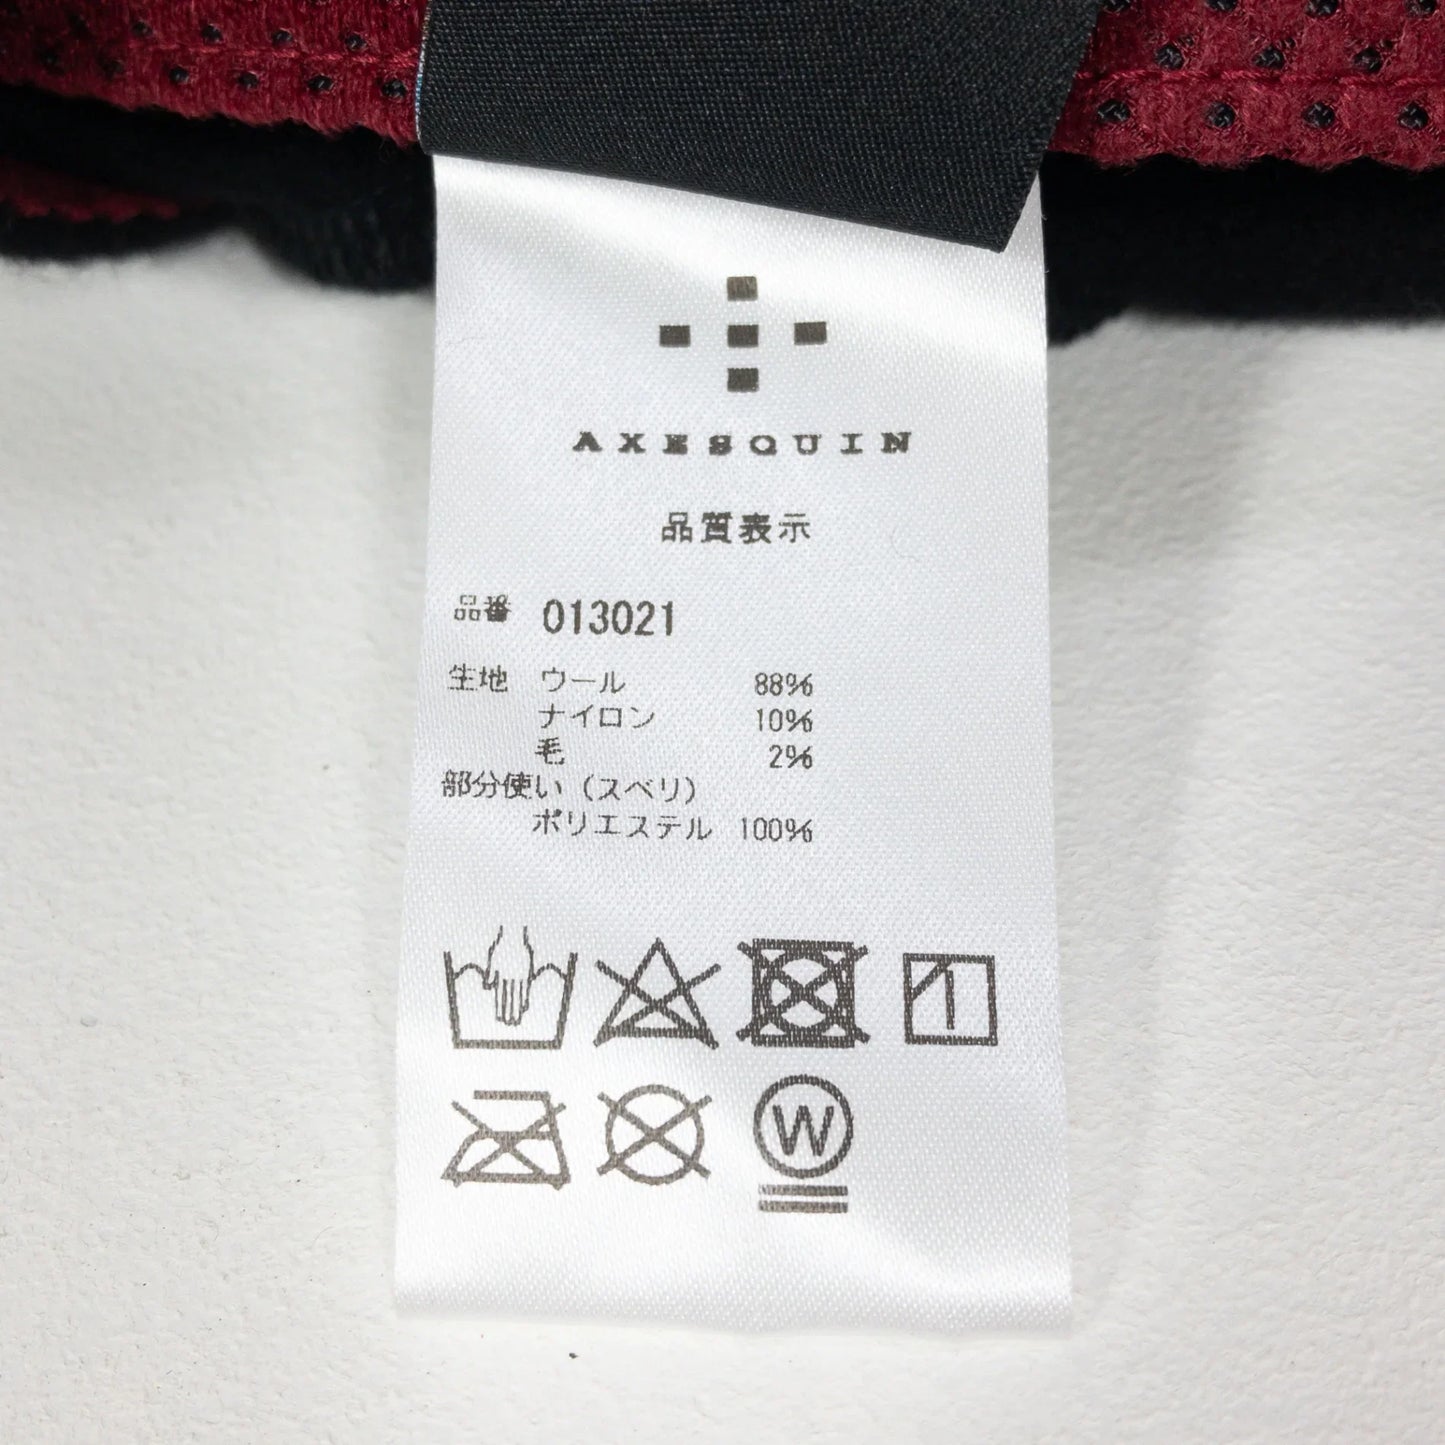 AXESQUIN
品質表示
品番 013021
生地 ウール 88%
ナイロン 10%
毛 2%
部分使い(スベリ)
ポリエステル 100%
W